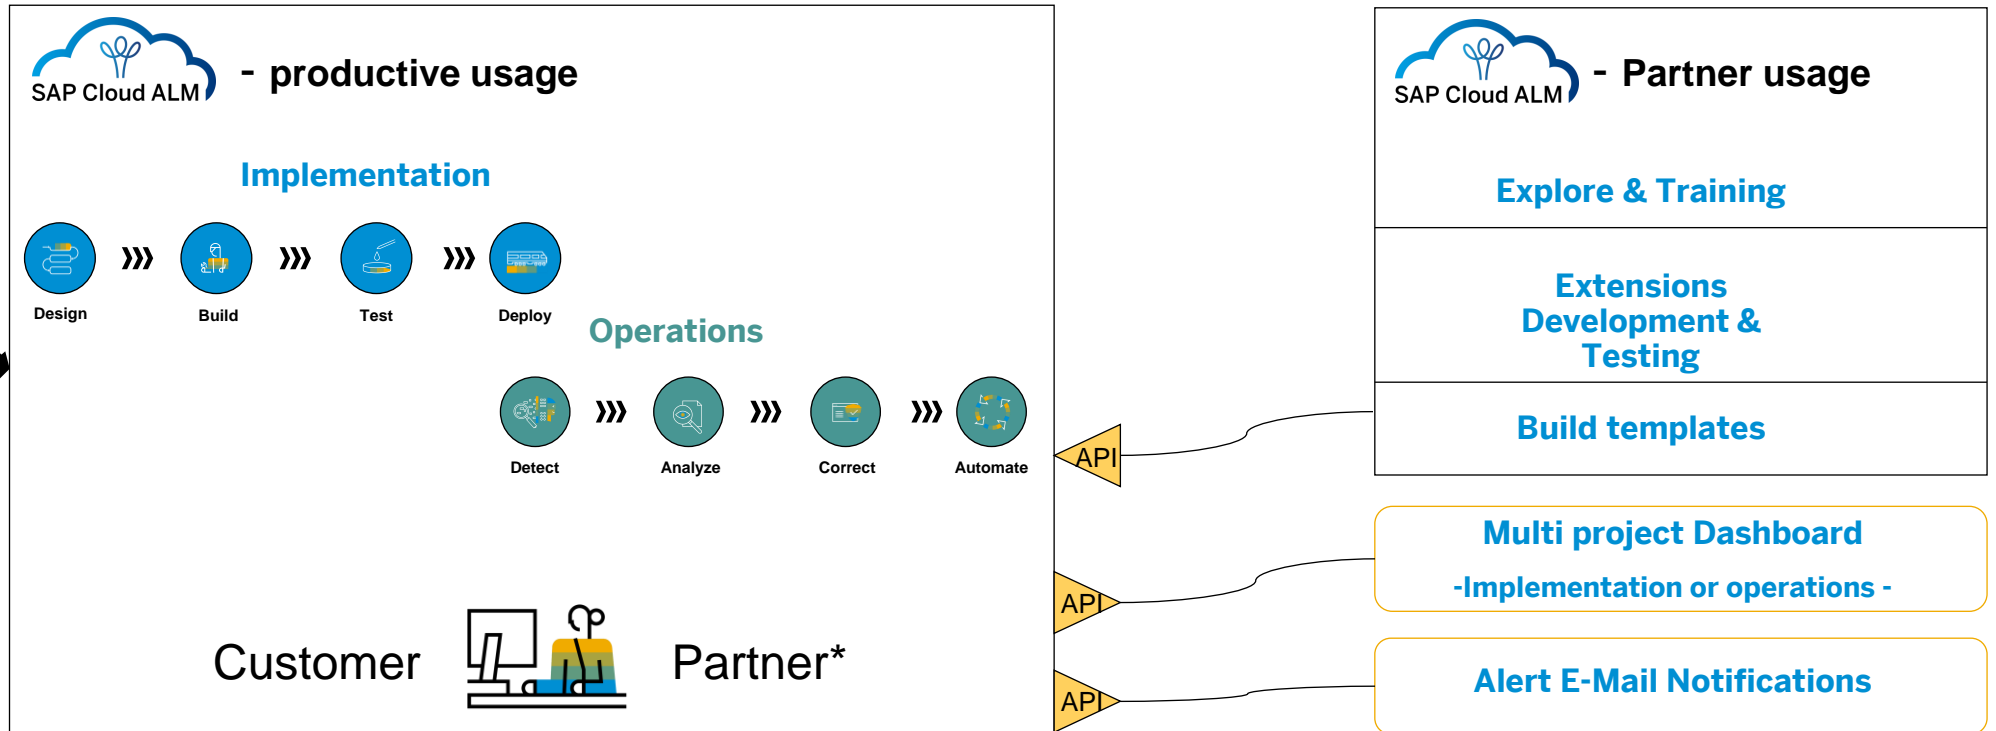 SAP Cloud ALM
- productive usage
Implementation
Design
Build
Test
Deploy
Operations
Detect
Analyze
Correct
Automate
Customer
Partner*
API
API
API
SAP Cloud ALM
- Partner usage
Explore & Training
Extensions
Development &
Testing
Build templates
Multi project Dashboard
-Implementation or operations -
Alert E-Mail Notifications